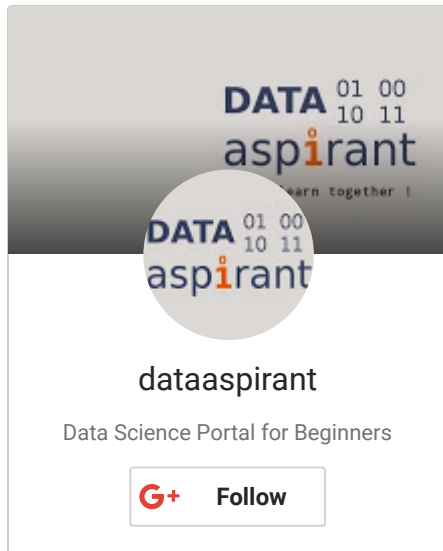 DATA 01 00
10 11
aspirant
learn together !
DATA 01 00
10 11
aspirant
dataaspirant
Data Science Portal for Beginners
G+ Follow